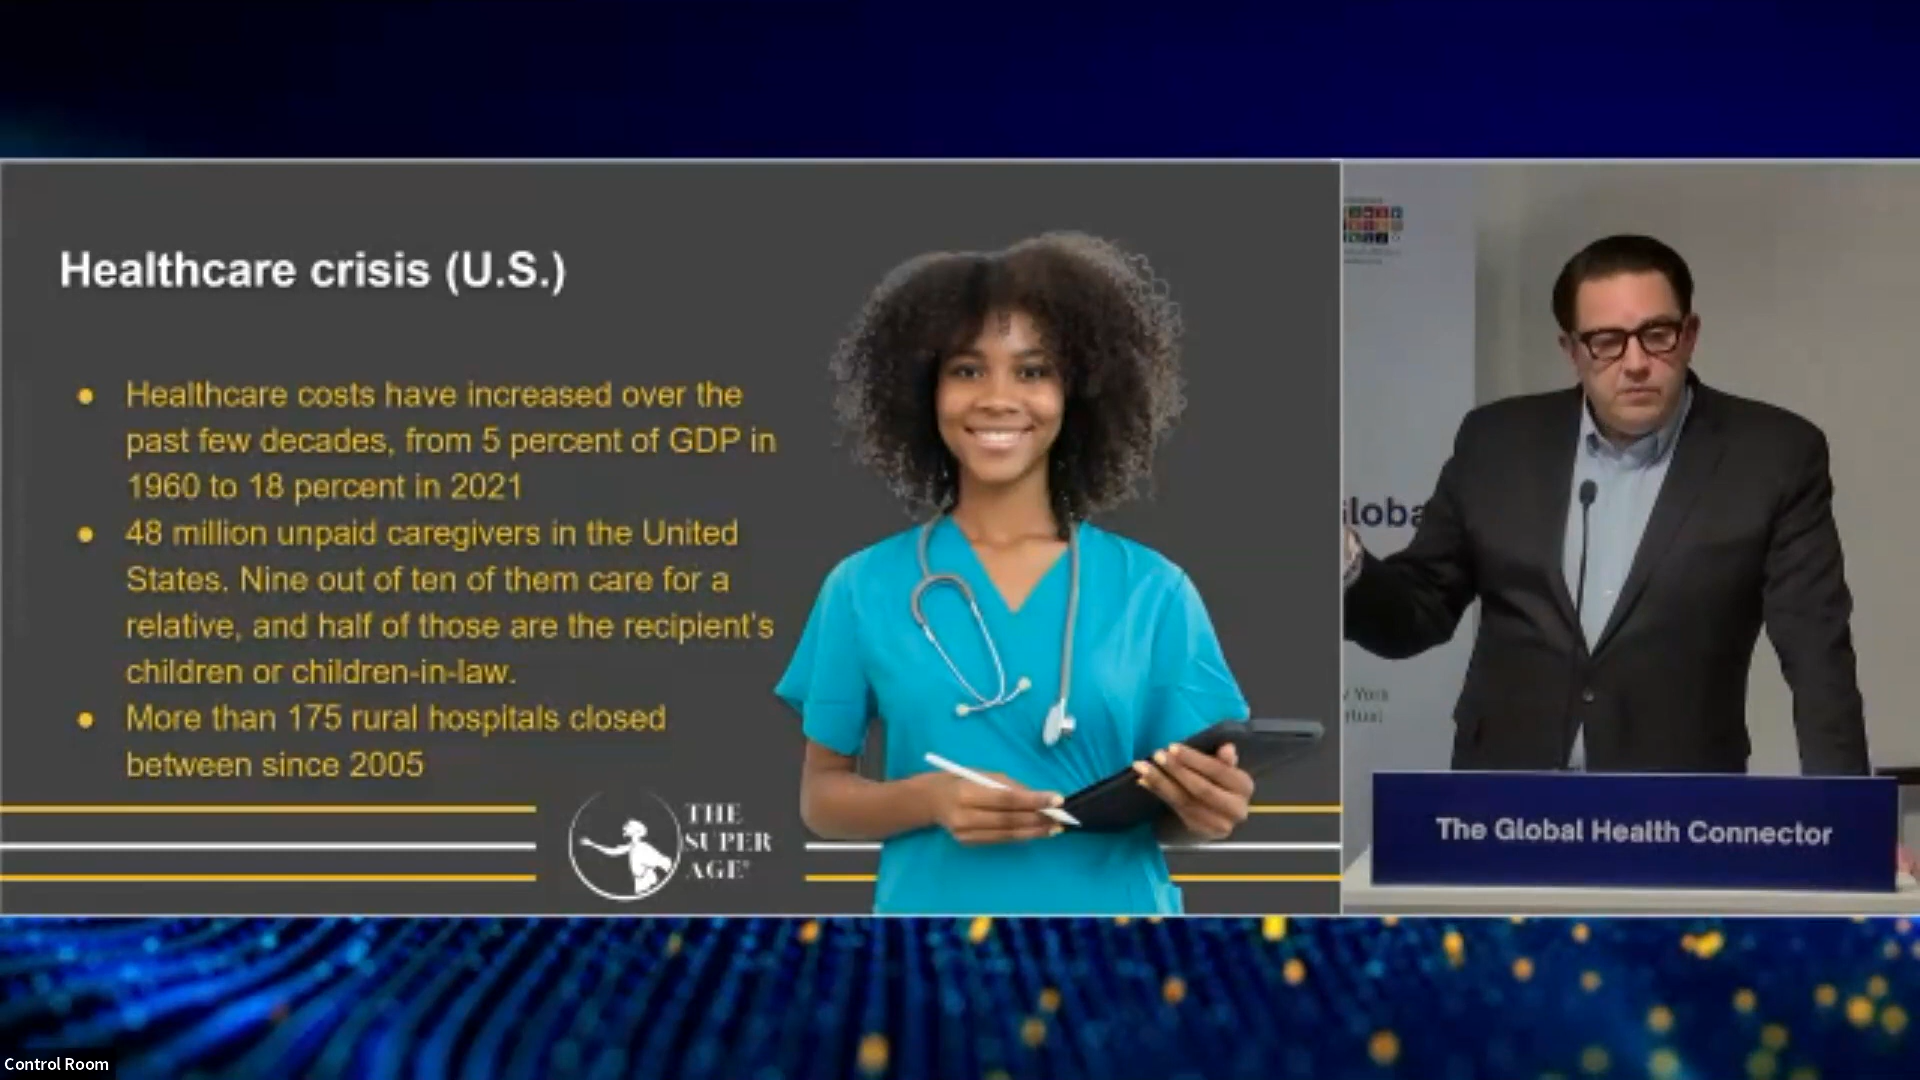 Healthcare crisis (U.S.)
● Healthcare costs have increased over the
past few decades, from 5 percent of GDP in
1960 to 18 percent in 2021
● 48 million unpaid caregivers in the United
States. Nine out of ten of them care for a
relative, and half of those are the recipient's
children or children-in-law.
● More than 175 rural hospitals closed
between since 2005
THE
SUPER
AGE
The Global Health Connector
Control Room